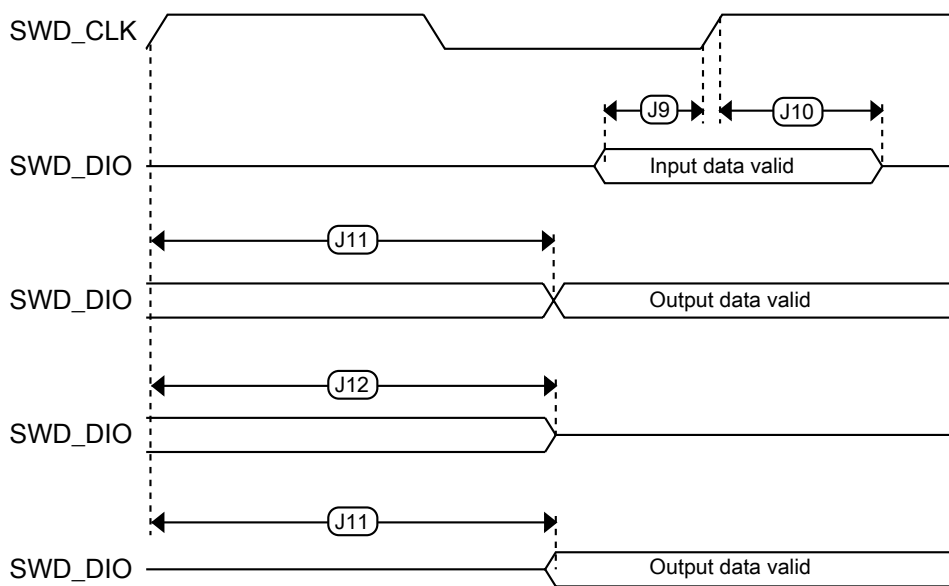 SWD_CLK
J9
J10
SWD_DIO
Input data valid
J11
SWD_DIO
Output data valid
J12
SWD_DIO
J11
SWD_DIO
Output data valid